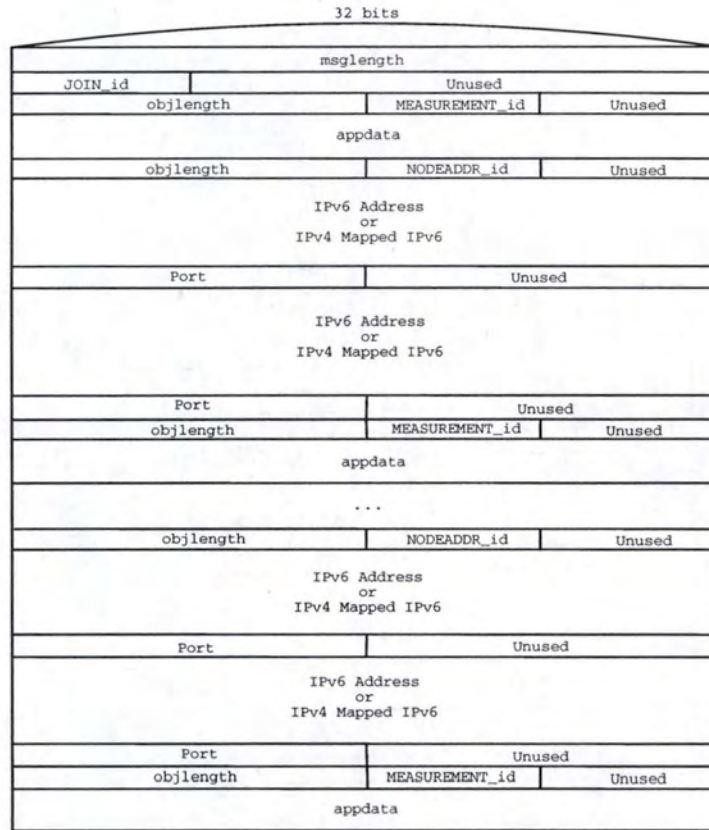 32 bits
msglength
JOIN_id Unused
objlength MEASUREMENT_id Unused
appdata
objlength NODEADDR_id Unused
IPv6 Address
or
IPv4 Mapped IPv6
Port Unused
IPv6 Address
or
IPv4 Mapped IPv6
Port Unused
objlength MEASUREMENT_id Unused
appdata
...
objlength NODEADDR_id Unused
IPv6 Address
or
IPv4 Mapped IPv6
Port Unused
IPv6 Address
or
IPv4 Mapped IPv6
Port Unused
objlength MEASUREMENT_id Unused
appdata